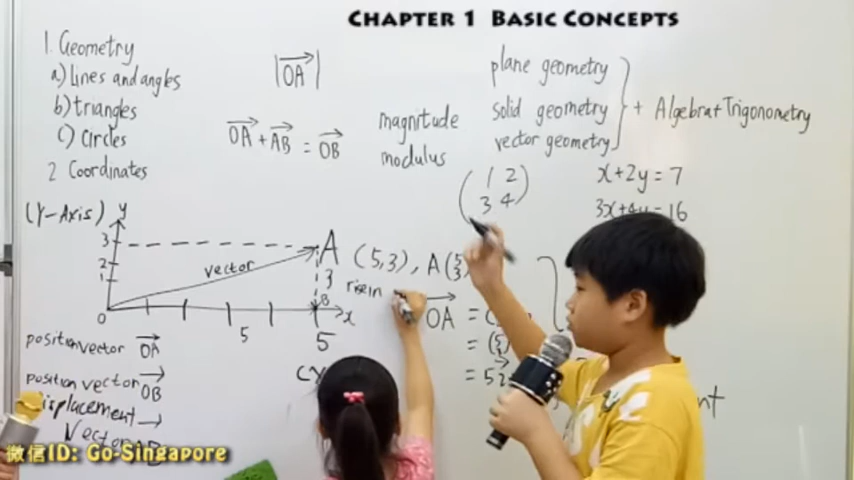 CHAPTER 1 BASIC CONCEPTS
1. Geometry
a) Lines and angles
b) triangles
c) Circles
2 Coordinates
|OA|
OA + AB = OB
magnitude
modulus
plane geometry
solid geometry
vector geometry
+ Algebra + Trigonometry
(1 2
3 4)
x+2y = 7
3x+4y = 16
(Y-Axis) y
3
2
1
0
vector
A (5,3), A(5
3)
3
rise in
B
x
5
5
OA = (
= (5
= 5
position vector OA
position vector OB
displacement
Vector AB
微信ID: Go-Singapore